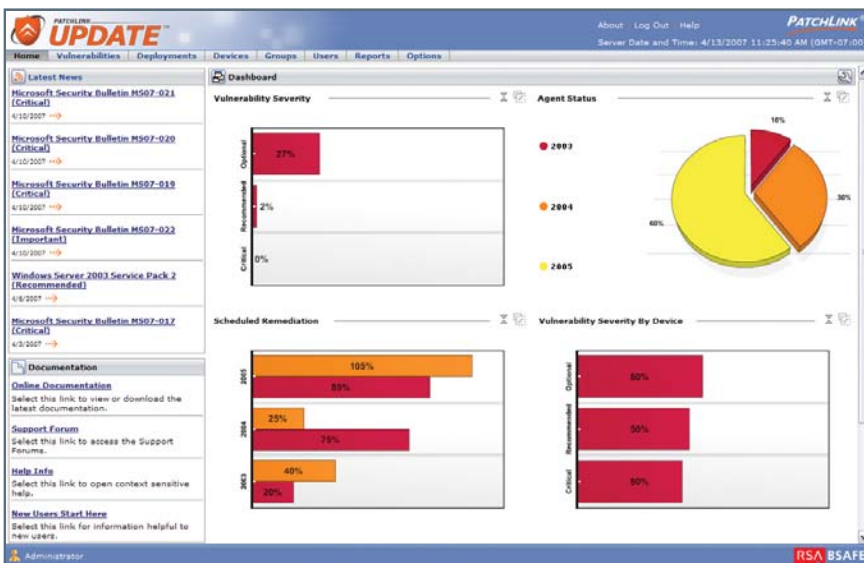 PATCHLINK
UPDATE™
About Log Out Help
PATCHLINK
Server Date and Time: 4/13/2007 11:25:40 AM (GMT-07:00
Home Vulnerabilities Deployments Devices Groups Users Reports Options
Latest News
Microsoft Security Bulletin MS07-021
(Critical)
4/10/2007
Microsoft Security Bulletin MS07-020
(Critical)
4/10/2007
Microsoft Security Bulletin MS07-019
(Critical)
4/10/2007
Microsoft Security Bulletin MS07-022
(Important)
4/10/2007
Windows Server 2003 Service Pack 2
(Recommended)
4/6/2007
Microsoft Security Bulletin MS07-017
(Critical)
4/3/2007
Documentation
Online Documentation
Select this link to view or download the
latest documentation.
Support Forum
Select this link to access the Support
Forums.
Help Info
Select this link to open context sensitive
help.
New Users Start Here
Select this link for information helpful to
new users.
Dashboard
Vulnerability Severity
Optional
27%
Recommended
2%
Critical
0%
Agent Status
2003
2004
2005
10%
30%
60%
Scheduled Remediation
2005
105%
85%
2004
25%
75%
2003
40%
20%
Vulnerability Severity By Device
Optional
60%
Recommended
50%
Critical
Administrator
RSA BSAFE